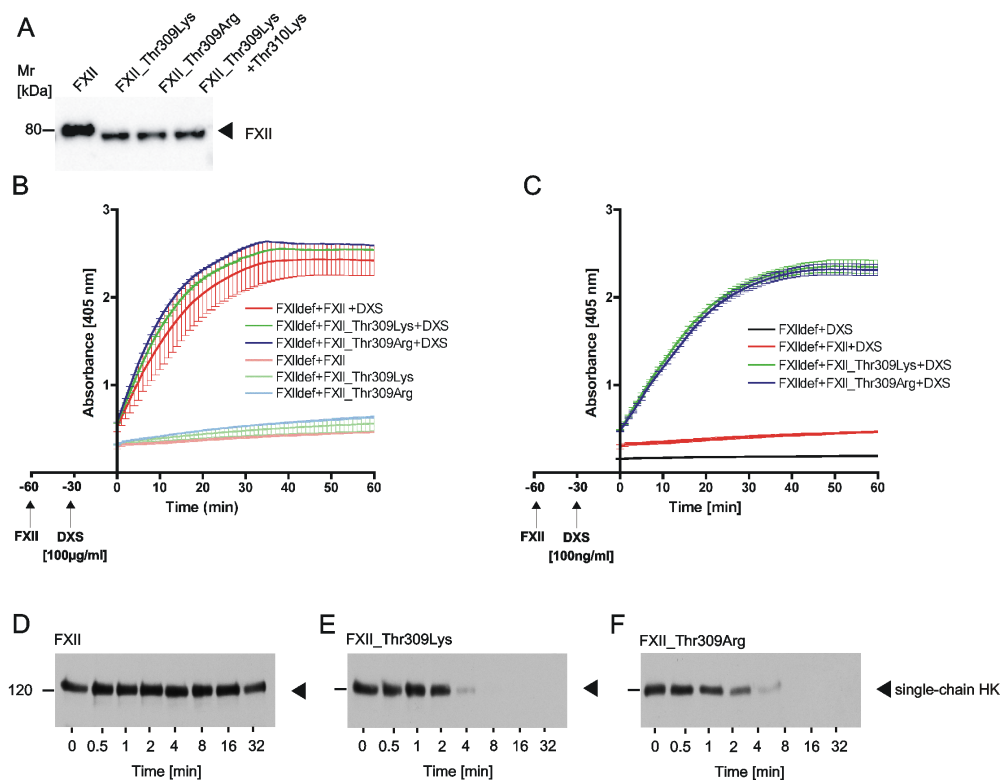 A
Mr
[kDa]
FXII
FXII_Thr309Lys
FXII_Thr309Arg
FXII_Thr309Lys
+Thr310Lys
80
FXII
B
Absorbance [405 nm]
3
2
1
FXIIdef+FXII +DXS
FXIIdef+FXII_Thr309Lys+DXS
FXIIdef+FXII_Thr309Arg+DXS
FXIIdef+FXII
FXIIdef+FXII_Thr309Lys
FXIIdef+FXII_Thr309Arg
-60 -30 0 10 20 30 40 50 60
Time (min)
FXII DXS
[100µg/ml]
C
Absorbance [405 nm]
3
2
1
FXIIdef+DXS
FXIIdef+FXII+DXS
FXIIdef+FXII_Thr309Lys+DXS
FXIIdef+FXII_Thr309Arg+DXS
-60 -30 0 10 20 30 40 50 60
Time [min]
FXII DXS
[100ng/ml]
D
FXII
120
0 0.5 1 2 4 8 16 32
Time [min]
E
FXII_Thr309Lys
0 0.5 1 2 4 8 16 32
Time [min]
F
FXII_Thr309Arg
single-chain HK
0 0.5 1 2 4 8 16 32
Time [min]